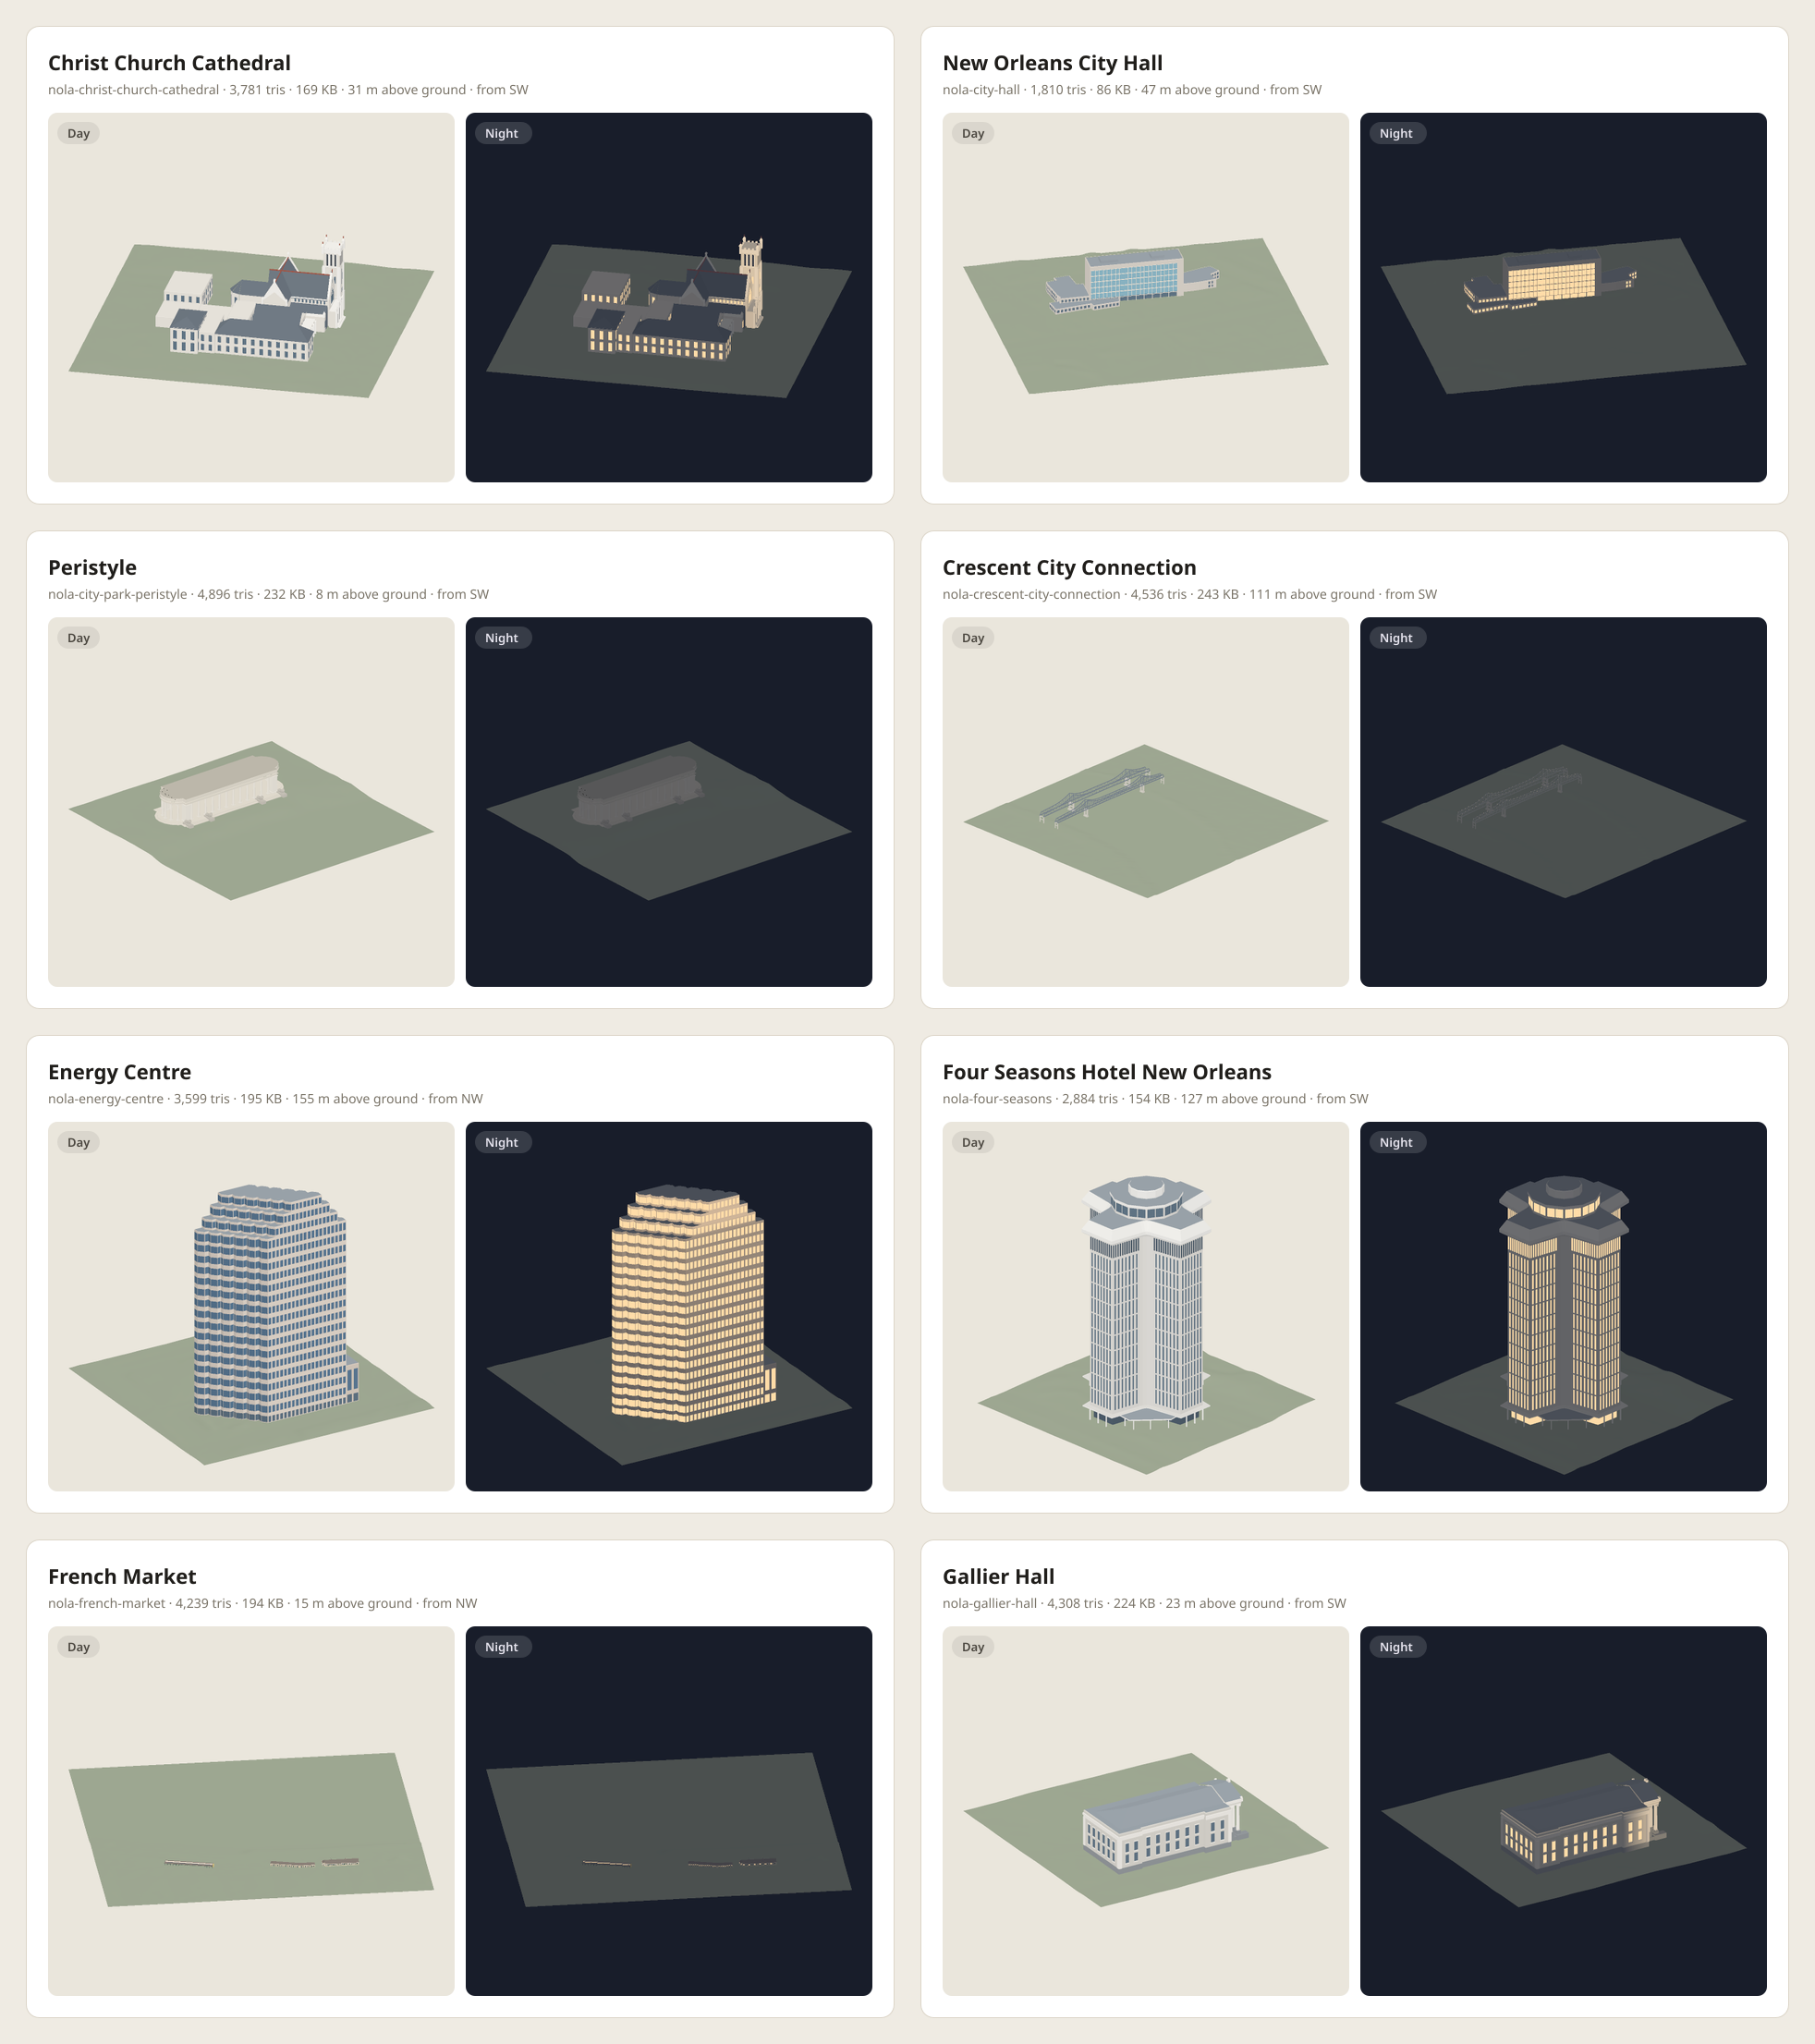 Christ Church Cathedral
nola-christ-church-cathedral · 3,781 tris · 169 KB · 31 m above ground · from SW
Day
Night
New Orleans City Hall
nola-city-hall · 1,810 tris · 86 KB · 47 m above ground · from SW
Day
Night
Peristyle
nola-city-park-peristyle · 4,896 tris · 232 KB · 8 m above ground · from SW
Day
Night
Crescent City Connection
nola-crescent-city-connection · 4,536 tris · 243 KB · 111 m above ground · from SW
Day
Night
Energy Centre
nola-energy-centre · 3,599 tris · 195 KB · 155 m above ground · from NW
Day
Night
Four Seasons Hotel New Orleans
nola-four-seasons · 2,884 tris · 154 KB · 127 m above ground · from SW
Day
Night
French Market
nola-french-market · 4,239 tris · 194 KB · 15 m above ground · from NW
Day
Night
Gallier Hall
nola-gallier-hall · 4,308 tris · 224 KB · 23 m above ground · from SW
Day
Night